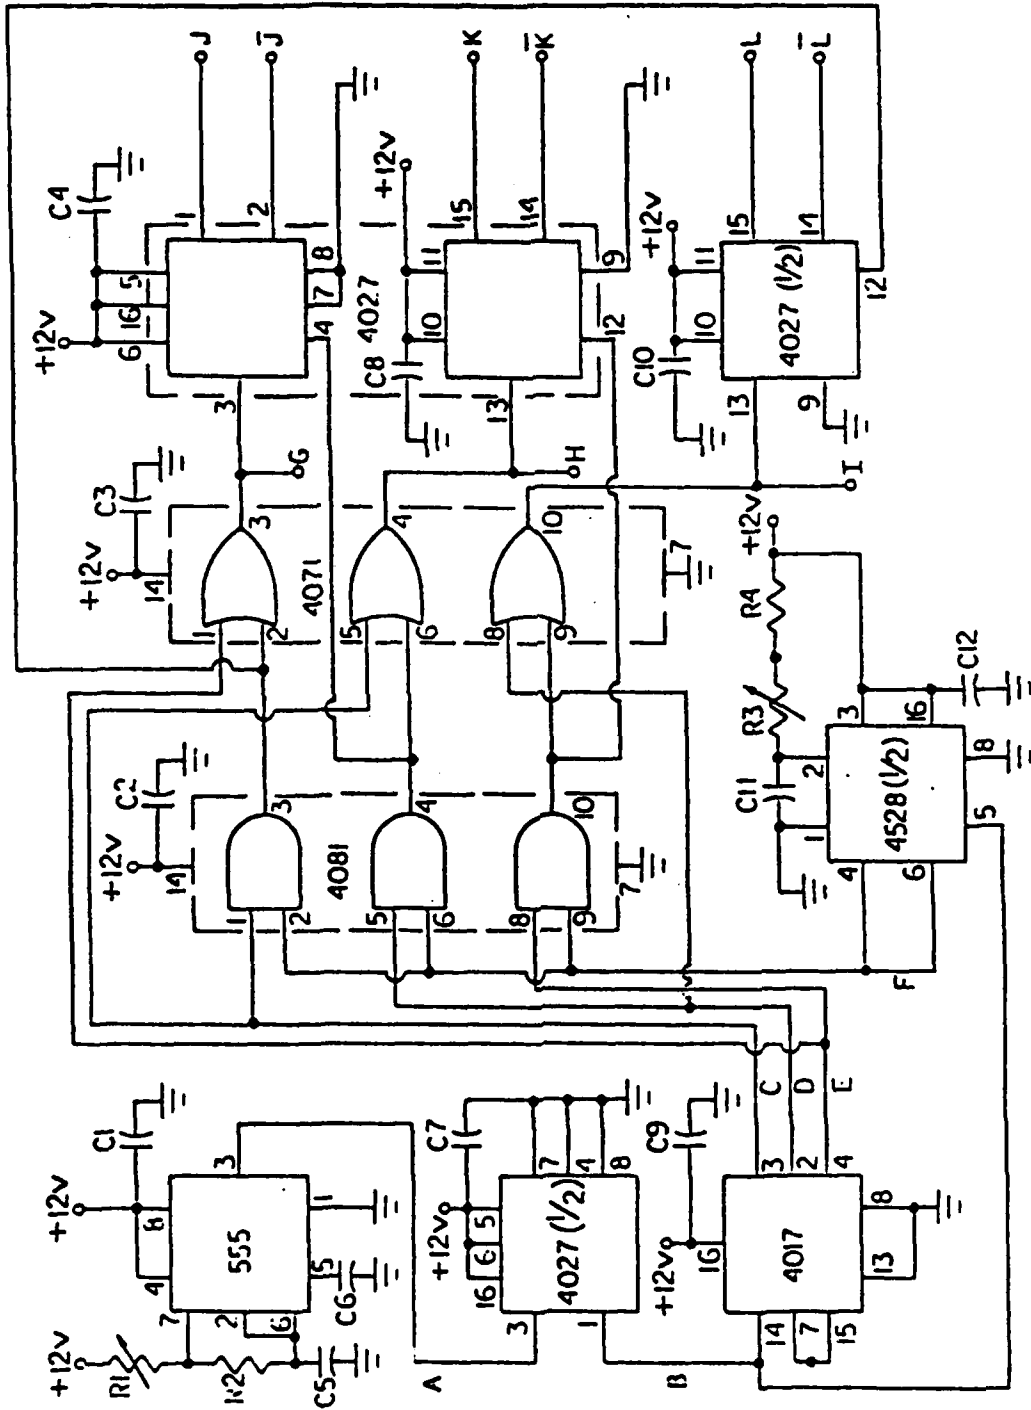 +12v
C4
6
16
5
1
J
J̄
2
3
14
7
8
+12v
C3
14
1
2
3
G
4071
4027
C8
10
11
+12v
15
K
K̄
14
13
12
9
H
15
6
4
8
9
10
7
I
+12v
C10
10
11
+12v
15
L
L̄
14
13
9
4027 (1/2)
12
+12v
C2
14
1
2
3
4081
5
6
4
8
9
10
7
+12v
R4
R3
C11
1
2
3
16
C12
4528 (1/2)
4
6
5
8
F
+12v
R1
R2
C5
+12v
C1
4
8
7
2
6
555
3
15
1
C6
A
+12v
C7
16
6
5
4027 (1/2)
3
1
7
4
8
B
+12v
C9
16
4017
14
7
15
3
2
4
13
8
C
D
E